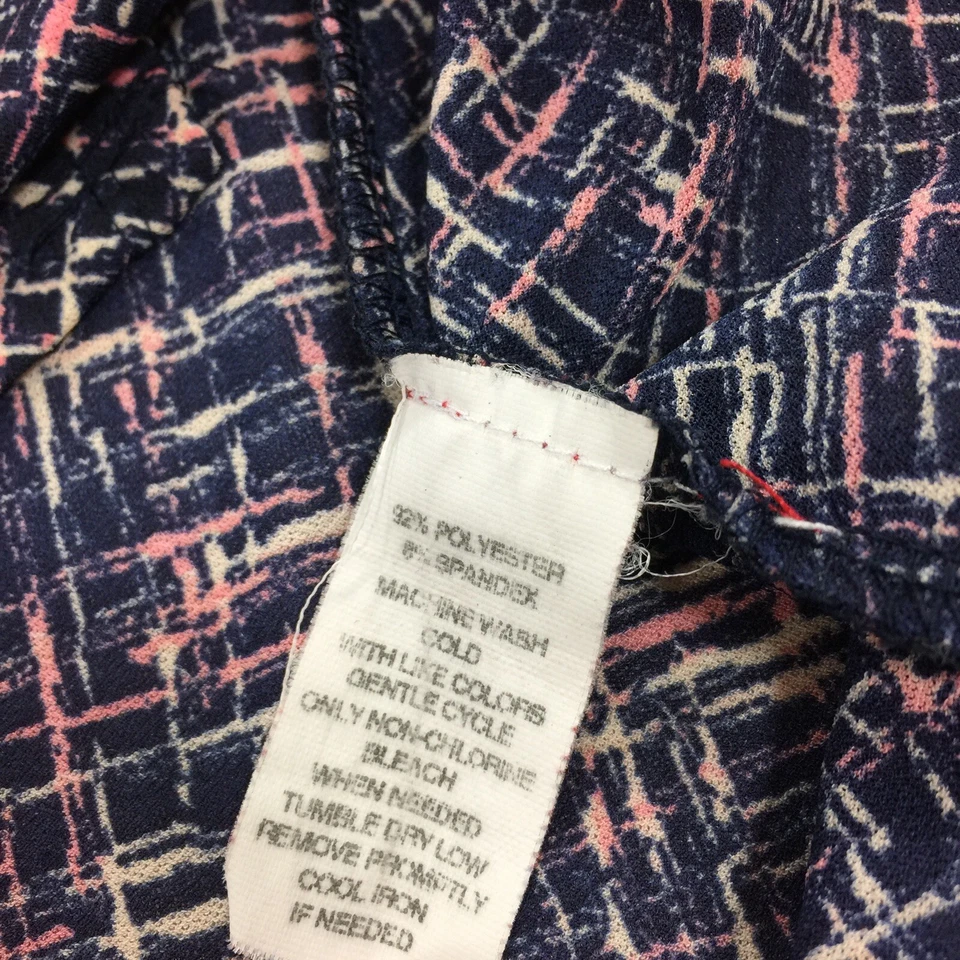 92% POLYESTER
8% SPANDEX
MACHINE WASH
COLD
WITH LIKE COLORS
GENTLE CYCLE
ONLY NON-CHLORINE
BLEACH
WHEN NEEDED
TUMBLE DRY LOW
REMOVE PROMPTLY
COOL IRON
IF NEEDED